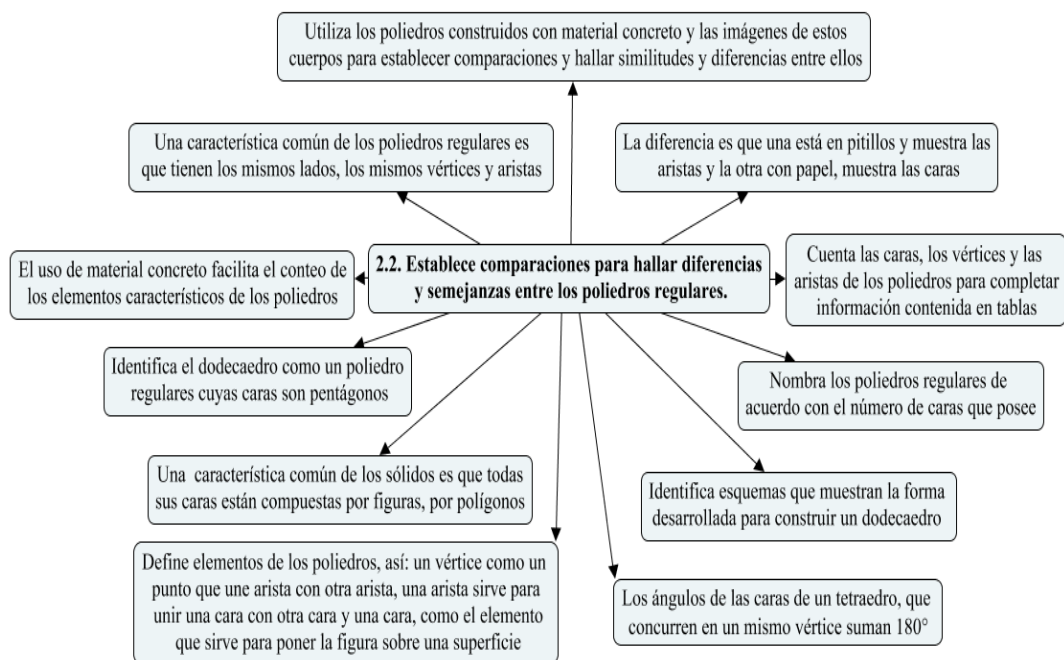 Utiliza los poliedros construidos con material concreto y las imágenes de estos
cuerpos para establecer comparaciones y hallar similitudes y diferencias entre ellos
Una característica común de los poliedros regulares es
que tienen los mismos lados, los mismos vértices y aristas
La diferencia es que una está en pitillos y muestra las
aristas y la otra con papel, muestra las caras
El uso de material concreto facilita el conteo de
los elementos característicos de los poliedros
2.2. Establece comparaciones para hallar diferencias
y semejanzas entre los poliedros regulares.
Cuenta las caras, los vértices y las
aristas de los poliedros para completar
información contenida en tablas
Identifica el dodecaedro como un poliedro
regulares cuyas caras son pentágonos
Nombra los poliedros regulares de
acuerdo con el número de caras que posee
Una característica común de los sólidos es que todas
sus caras están compuestas por figuras, por polígonos
Identifica esquemas que muestran la forma
desarrollada para construir un dodecaedro
Define elementos de los poliedros, así: un vértice como un
punto que une arista con otra arista, una arista sirve para
unir una cara con otra cara y una cara, como el elemento
que sirve para poner la figura sobre una superficie
Los ángulos de las caras de un tetraedro, que
concurren en un mismo vértice suman 180°